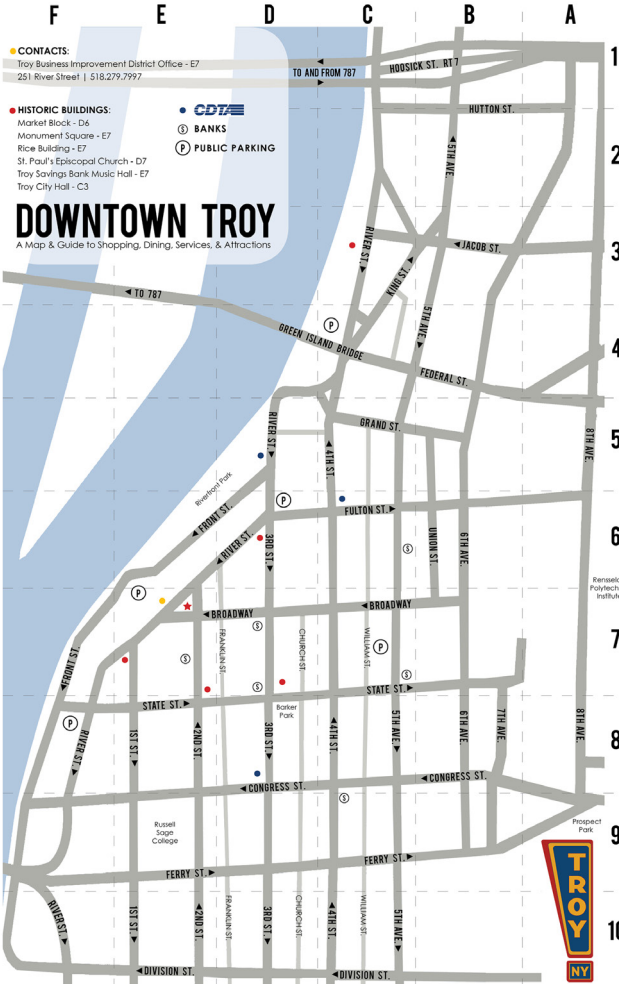 F E D C B A
CONTACTS:
Troy Business Improvement District Office - E7
251 River Street | 518.279.7997
HISTORIC BUILDINGS:
Market Block - D6
Monument Square - E7
Rice Building - E7
St. Paul's Episcopal Church - D7
Troy Savings Bank Music Hall - E7
Troy City Hall - C3
CDTA
S BANKS
P PUBLIC PARKING
DOWNTOWN TROY
A Map & Guide to Shopping, Dining, Services, & Attractions
1
TO AND FROM 787
HOOSICK ST. RT 7
HUTTON ST.
2
5TH AVE.
RIVER ST.
JACOB ST.
3
KING ST.
TO 787
P
GREEN ISLAND BRIDGE
5TH AVE.
4
FEDERAL ST.
GRAND ST.
RIVER ST.
4TH ST.
8TH AVE.
5
Riverfront Park
P
FRONT ST.
FULTON ST.
6
RIVER ST.
3RD ST.
S
UNION ST.
6TH AVE.
Rensselaer
Polytechnic
Institute
P
BROADWAY
BROADWAY
S
7
FRANKLIN ST.
CHURCH ST.
WILLIAM ST.
P
FRONT ST.
S
S
S
STATE ST.
STATE ST.
Barker
Park
P
RIVER ST.
1ST ST.
2ND ST.
3RD ST.
4TH ST.
5TH AVE.
6TH AVE.
7TH AVE.
8TH AVE.
8
CONGRESS ST.
CONGRESS ST.
S
Russell
Sage
College
Prospect
Park
9
FERRY ST.
FERRY ST.
RIVER ST.
1ST ST.
2ND ST.
FRANKLIN ST.
3RD ST.
CHURCH ST.
4TH ST.
WILLIAM ST.
5TH AVE.
TROY
NY
10
DIVISION ST.
DIVISION ST.